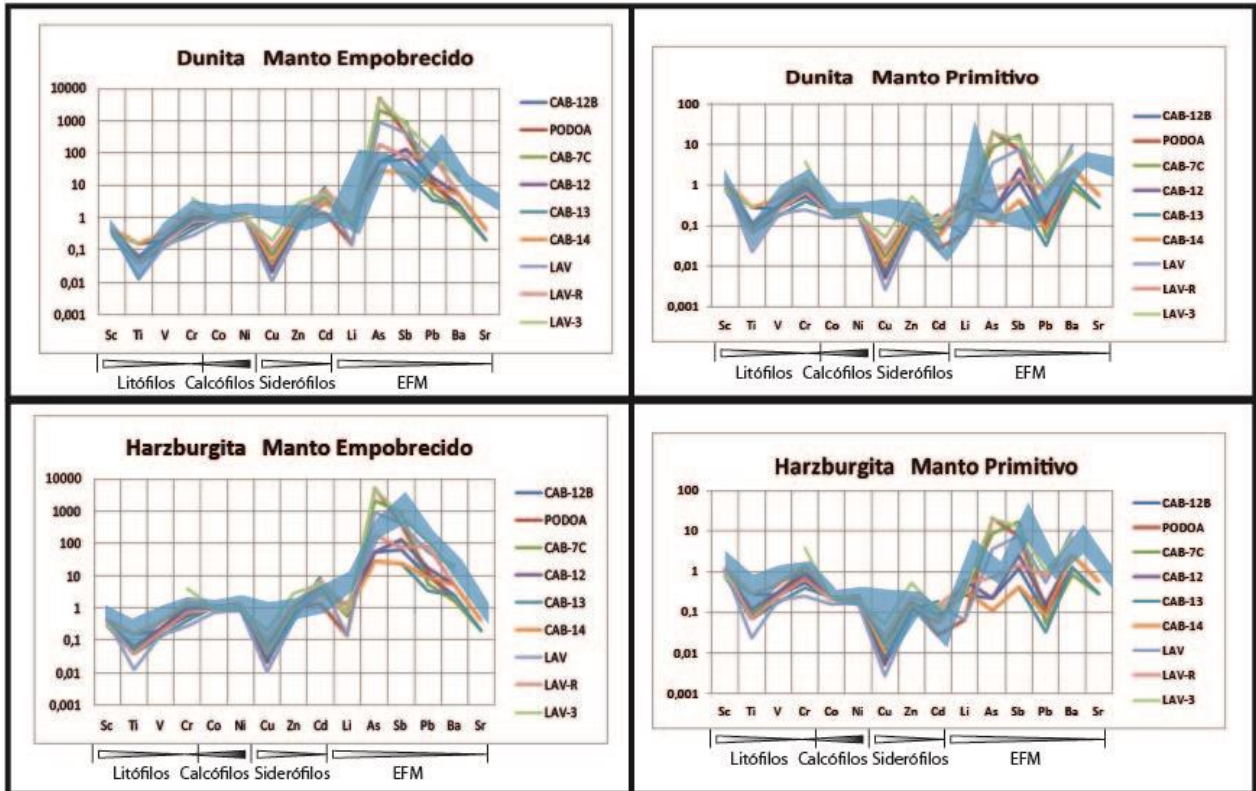 Dunita Manto Empobrecido
10000
1000
100
10
1
0,1
0,01
0,001
Sc Ti V Cr Co Ni Cu Zn Cd Li As Sb Pb Ba Sr
Litófilos Calcófilos Siderófilos EFM
CAB-12B
PODOA
CAB-7C
CAB-12
CAB-13
CAB-14
LAV
LAV-R
LAV-3
Dunita Manto Primitivo
100
10
1
0,1
0,01
0,001
Sc Ti V Cr Co Ni Cu Zn Cd Li As Sb Pb Ba Sr
Litófilos Calcófilos Siderófilos EFM
CAB-12B
PODOA
CAB-7C
CAB-12
CAB-13
CAB-14
LAV
LAV-R
LAV-3
Harzburgita Manto Empobrecido
10000
1000
100
10
1
0,1
0,01
0,001
Sc Ti V Cr Co Ni Cu Zn Cd Li As Sb Pb Ba Sr
Litófilos Calcófilos Siderófilos EFM
CAB-12B
PODOA
CAB-7C
CAB-12
CAB-13
CAB-14
LAV
LAV-R
LAV-3
Harzburgita Manto Primitivo
100
10
1
0,1
0,01
0,001
Sc Ti V Cr Co Ni Cu Zn Cd Li As Sb Pb Ba Sr
Litófilos Calcófilos Siderófilos EFM
CAB-12B
PODOA
CAB-7C
CAB-12
CAB-13
CAB-14
LAV
LAV-R
LAV-3